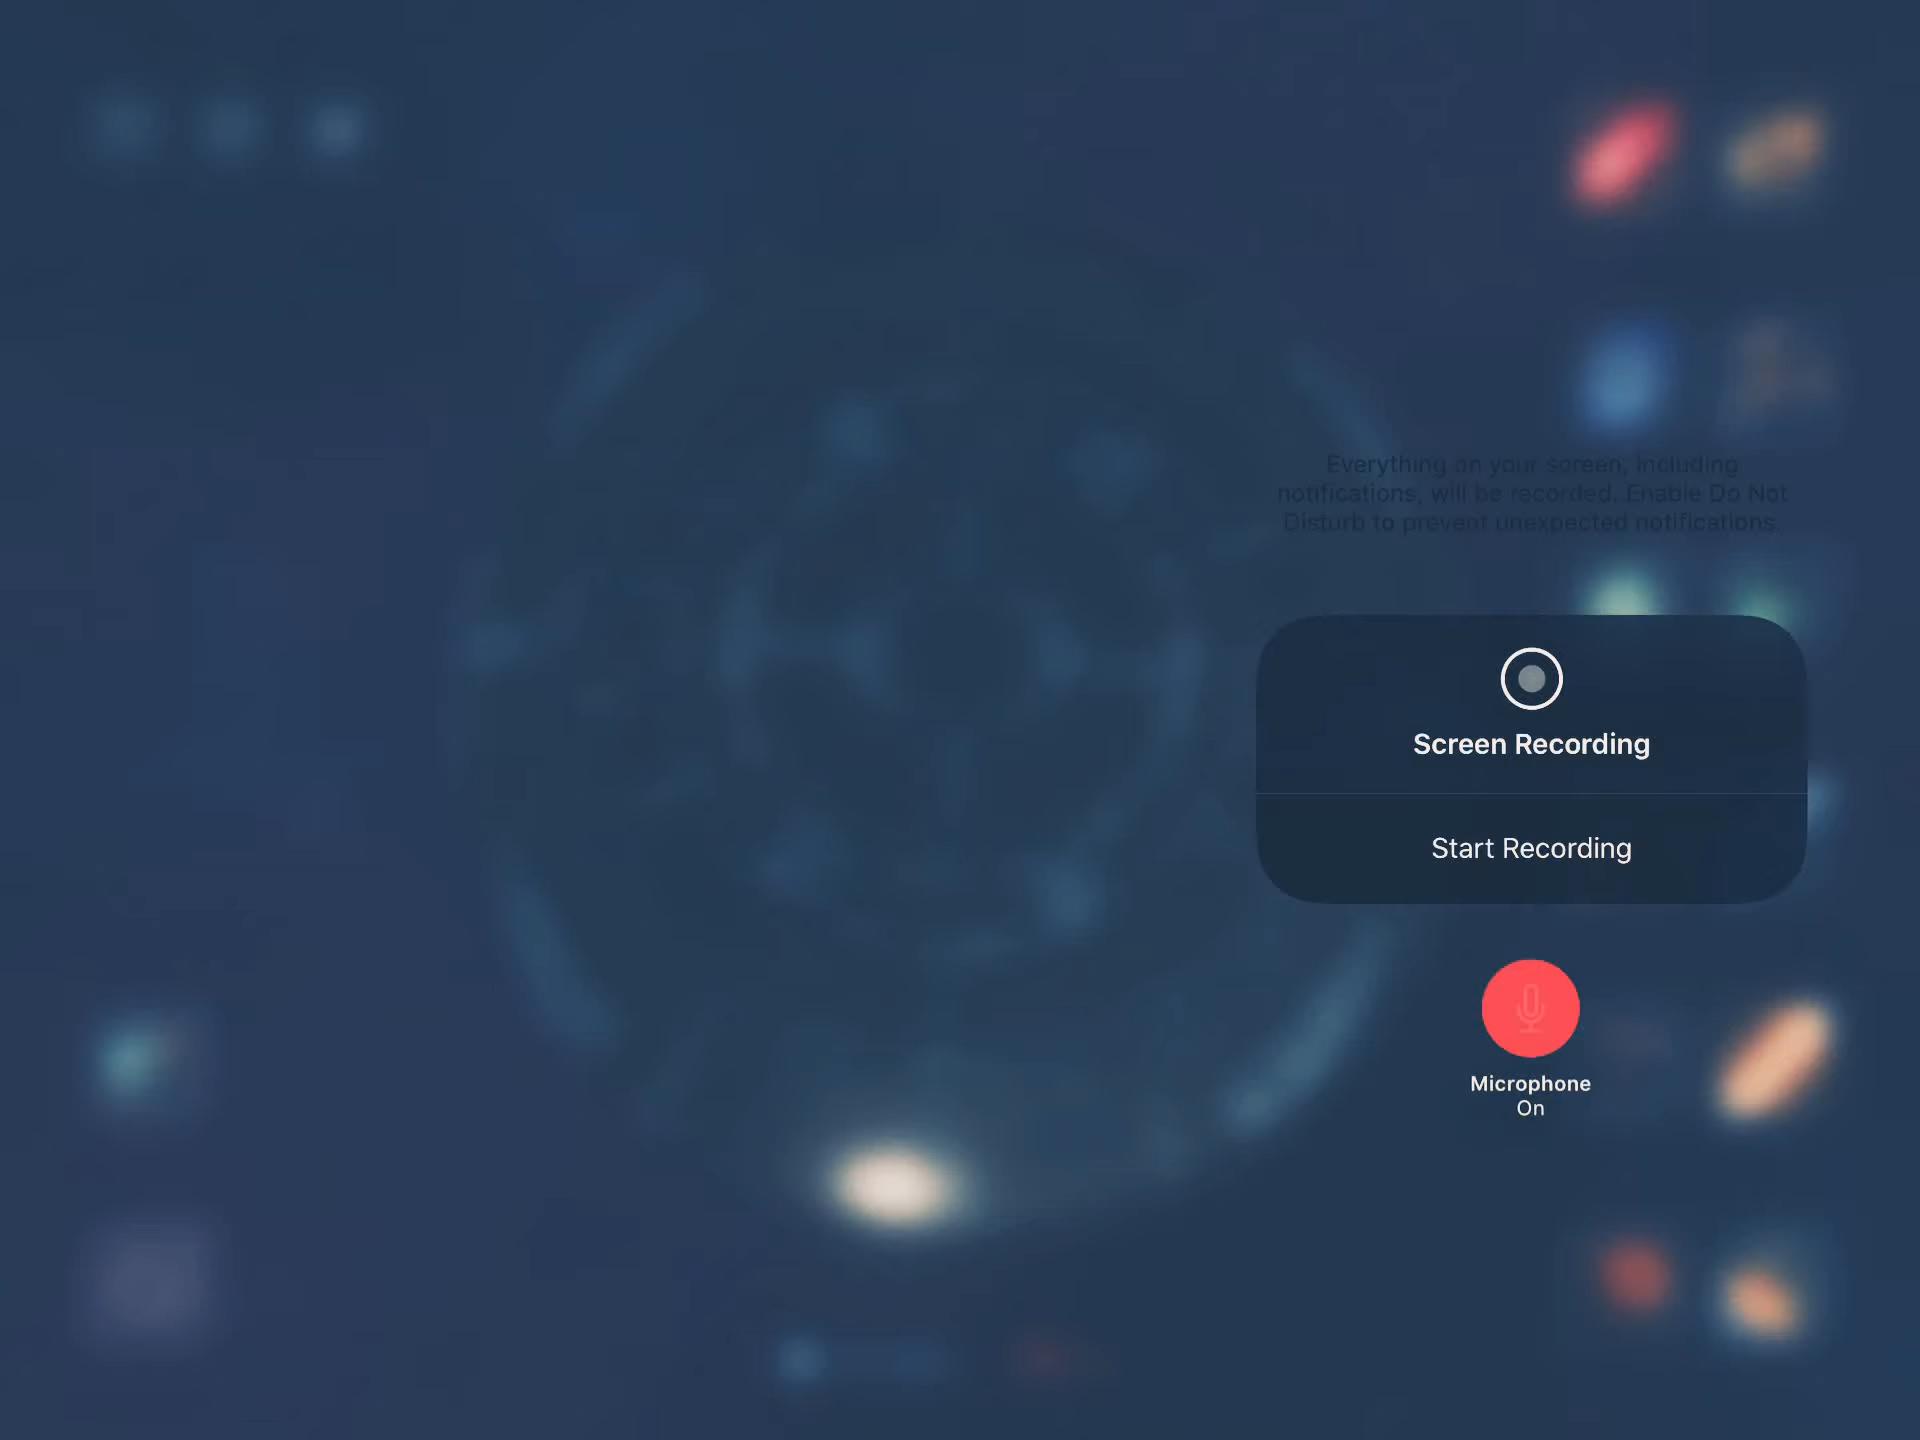 Everything on your screen, including
notifications, will be recorded. Enable Do Not
Disturb to prevent unexpected notifications.
Screen Recording
Start Recording
Microphone
On